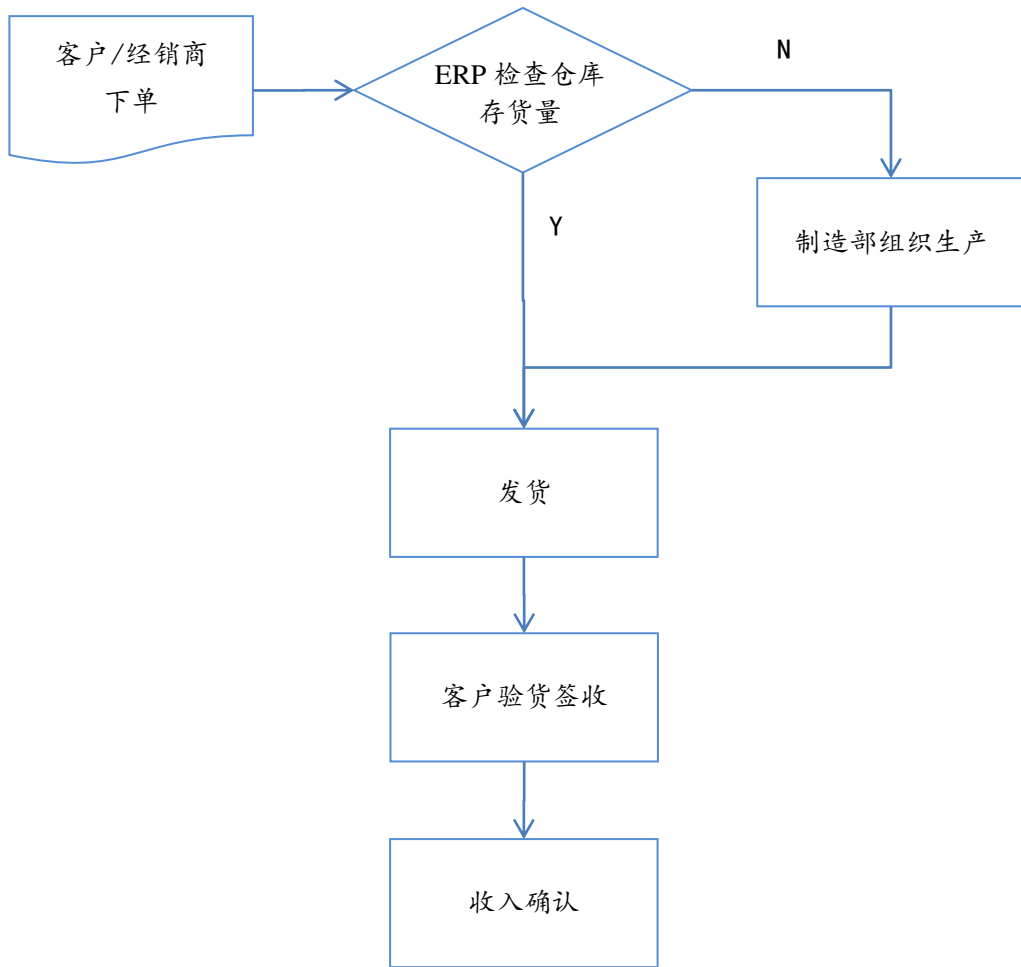 客户/经销商
下单
ERP 检查仓库
存货量
N
Y
制造部组织生产
发货
客户验货签收
收入确认